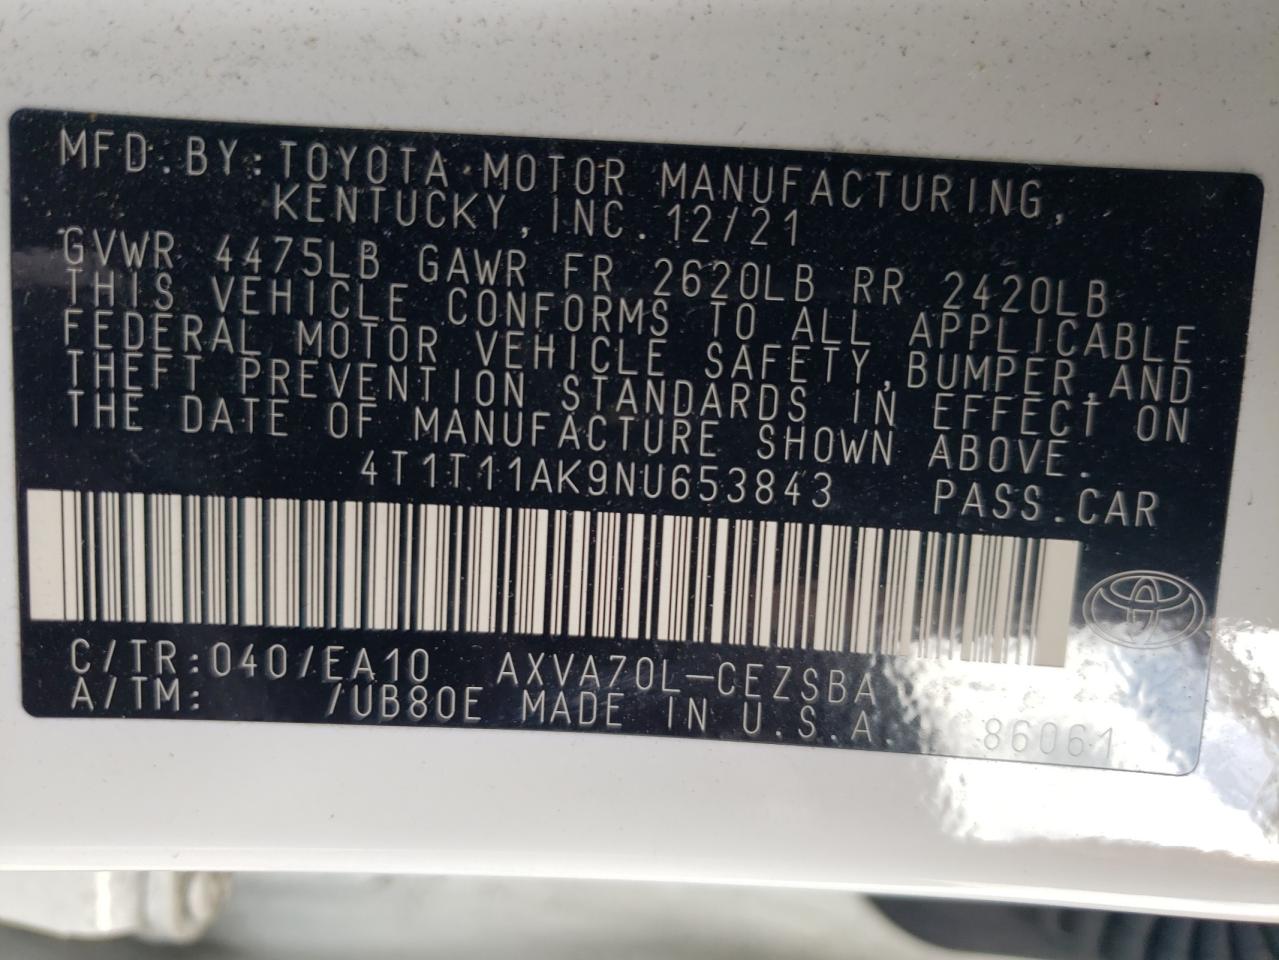 MFD.BY:TOYOTA MOTOR MANUFACTURING,
KENTUCKY,INC. 12/21
GVWR 4475LB GAWR FR 2620LB RR 2420LB
THIS VEHICLE CONFORMS TO ALL APPLICABLE
FEDERAL MOTOR VEHICLE SAFETY,BUMPER,AND
THEFT PREVENTION STANDARDS IN EFFECT ON
THE DATE OF MANUFACTURE SHOWN ABOVE.
4T1T11AK9NU653843 PASS.CAR
C/TR:040/EA10 AXVA70L-CEZSBA
A/TM: /UB80E MADE IN U.S.A. 86061